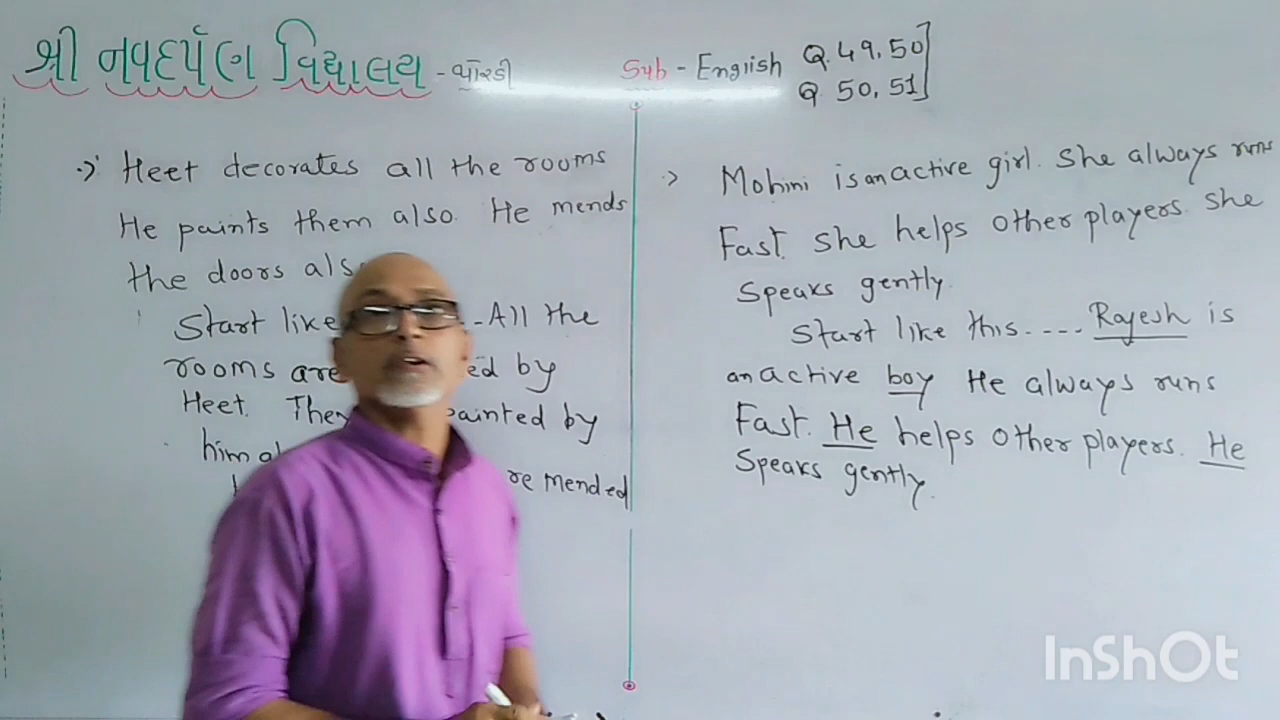 શ્રી નવદર્પણ વિદ્યાલય - વોરડી
Sub - English Q. 49, 50
Q 50, 51
Heet decorates all the rooms
He paints them also. He mends
the doors
Start like All the
rooms are by
Heet. painted by
him
mended
Mohini is an active girl. She always runs
Fast. She helps other players. She
Speaks gently.
Start like this.... Rajesh is
an active boy He always runs
Fast. He helps other players. He
Speaks gently.
InShOt